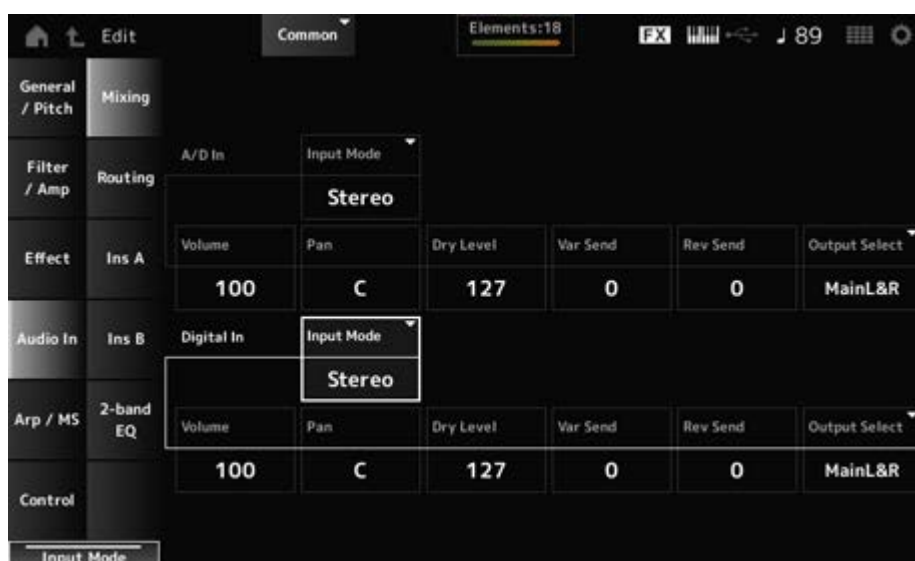 Edit
Common
Elements:18
FX
♩ 89
General / Pitch
Mixing
Filter / Amp
Routing
A/D In
Input Mode
Stereo
Effect
Ins A
Volume
Pan
Dry Level
Var Send
Rev Send
Output Select
100
C
127
0
0
MainL&R
Audio In
Ins B
Digital In
Input Mode
Stereo
Arp / MS
2-band EQ
Volume
Pan
Dry Level
Var Send
Rev Send
Output Select
100
C
127
0
0
MainL&R
Control
Input Mode